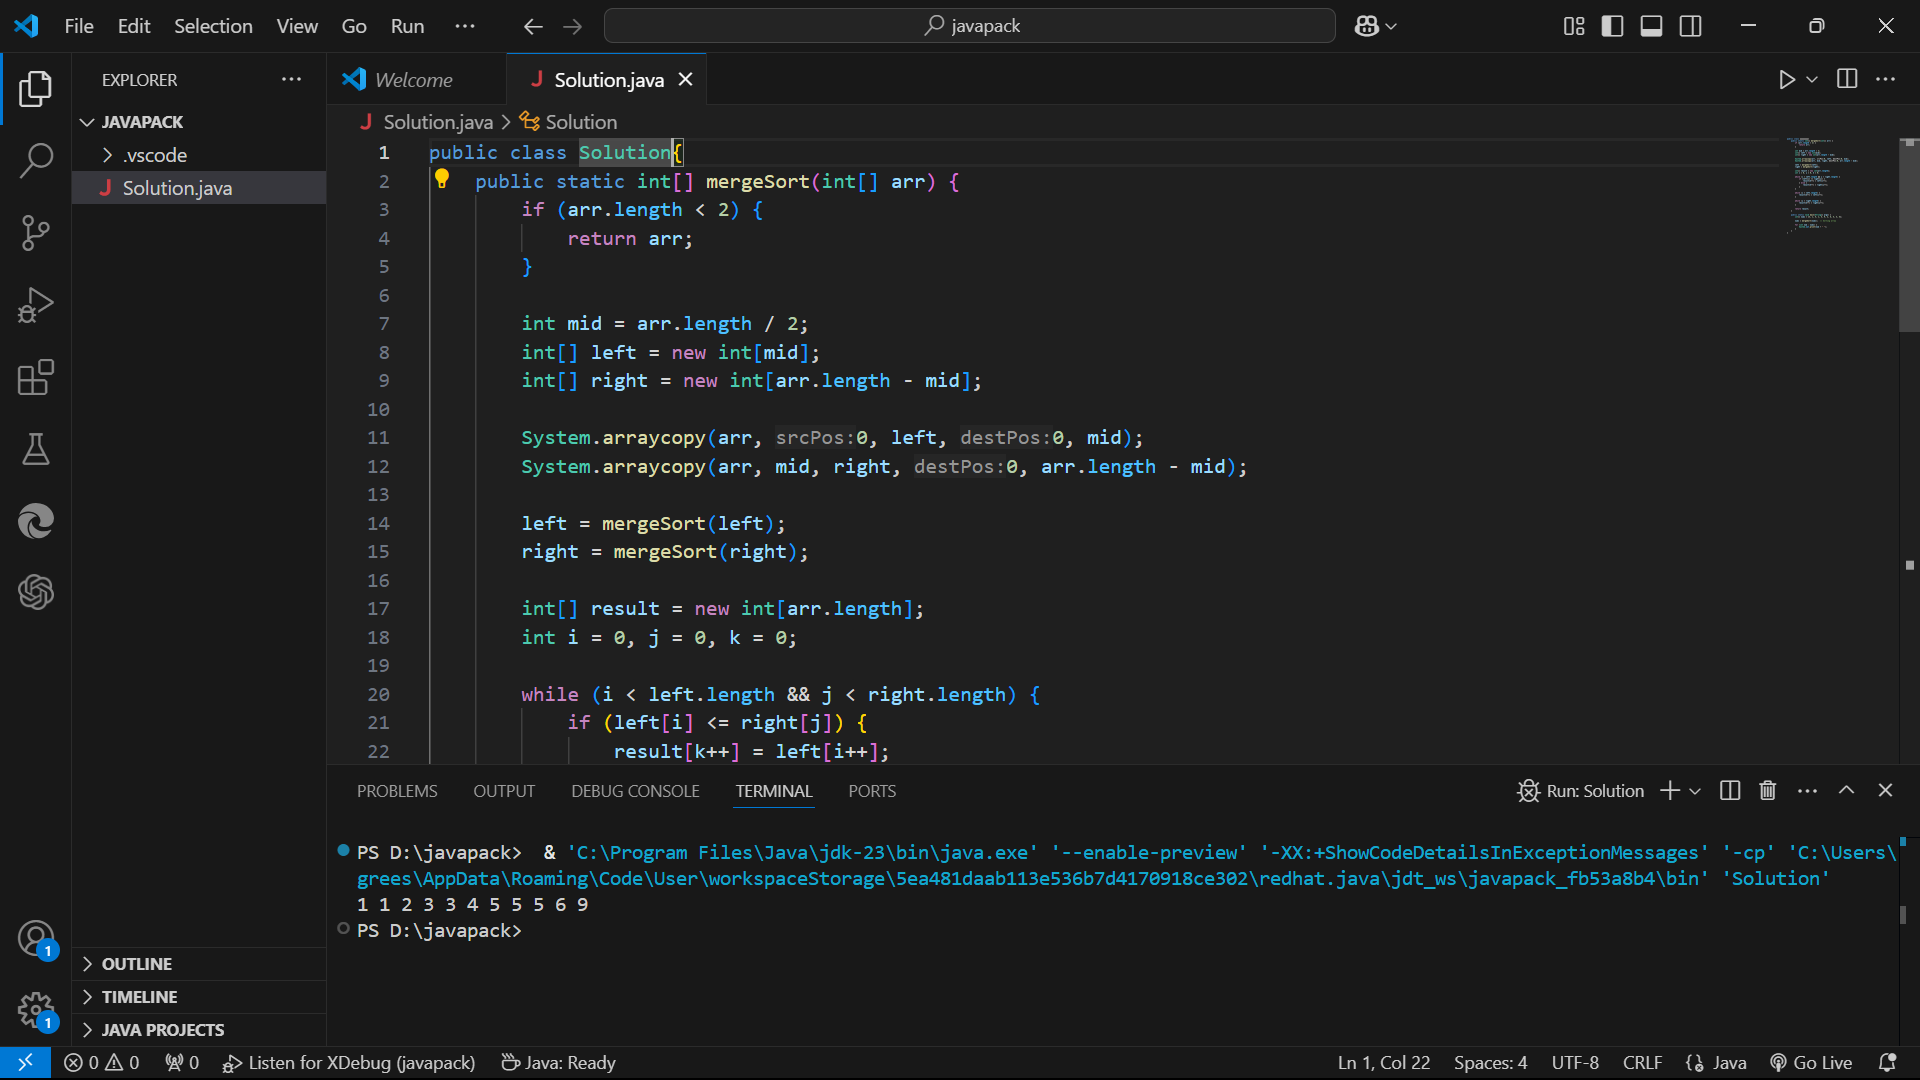 File Edit Selection View Go Run ··· javapack
EXPLORER ···
JAVAPACK
.vscode
J Solution.java
OUTLINE
TIMELINE
JAVA PROJECTS
1
1
Welcome
J Solution.java
J Solution.java > Solution
1 public class Solution{
2 public static int[] mergeSort(int[] arr) {
3 if (arr.length < 2) {
4 return arr;
5 }
6
7 int mid = arr.length / 2;
8 int[] left = new int[mid];
9 int[] right = new int[arr.length - mid];
10
11 System.arraycopy(arr, srcPos:0, left, destPos:0, mid);
12 System.arraycopy(arr, mid, right, destPos:0, arr.length - mid);
13
14 left = mergeSort(left);
15 right = mergeSort(right);
16
17 int[] result = new int[arr.length];
18 int i = 0, j = 0, k = 0;
19
20 while (i < left.length && j < right.length) {
21 if (left[i] <= right[j]) {
22 result[k++] = left[i++];
PROBLEMS OUTPUT DEBUG CONSOLE TERMINAL PORTS Run: Solution
PS D:\javapack>  & 'C:\Program Files\Java\jdk-23\bin\java.exe' '--enable-preview' '-XX:+ShowCodeDetailsInExceptionMessages' '-cp' 'C:\Users\
grees\AppData\Roaming\Code\User\workspaceStorage\5ea481daab113e536b7d4170918ce302\redhat.java\jdt_ws\javapack_fb53a8b4\bin' 'Solution'
1 1 2 3 3 4 5 5 5 6 9
PS D:\javapack>
0 0 0 Listen for XDebug (javapack) Java: Ready Ln 1, Col 22 Spaces: 4 UTF-8 CRLF Java Go Live